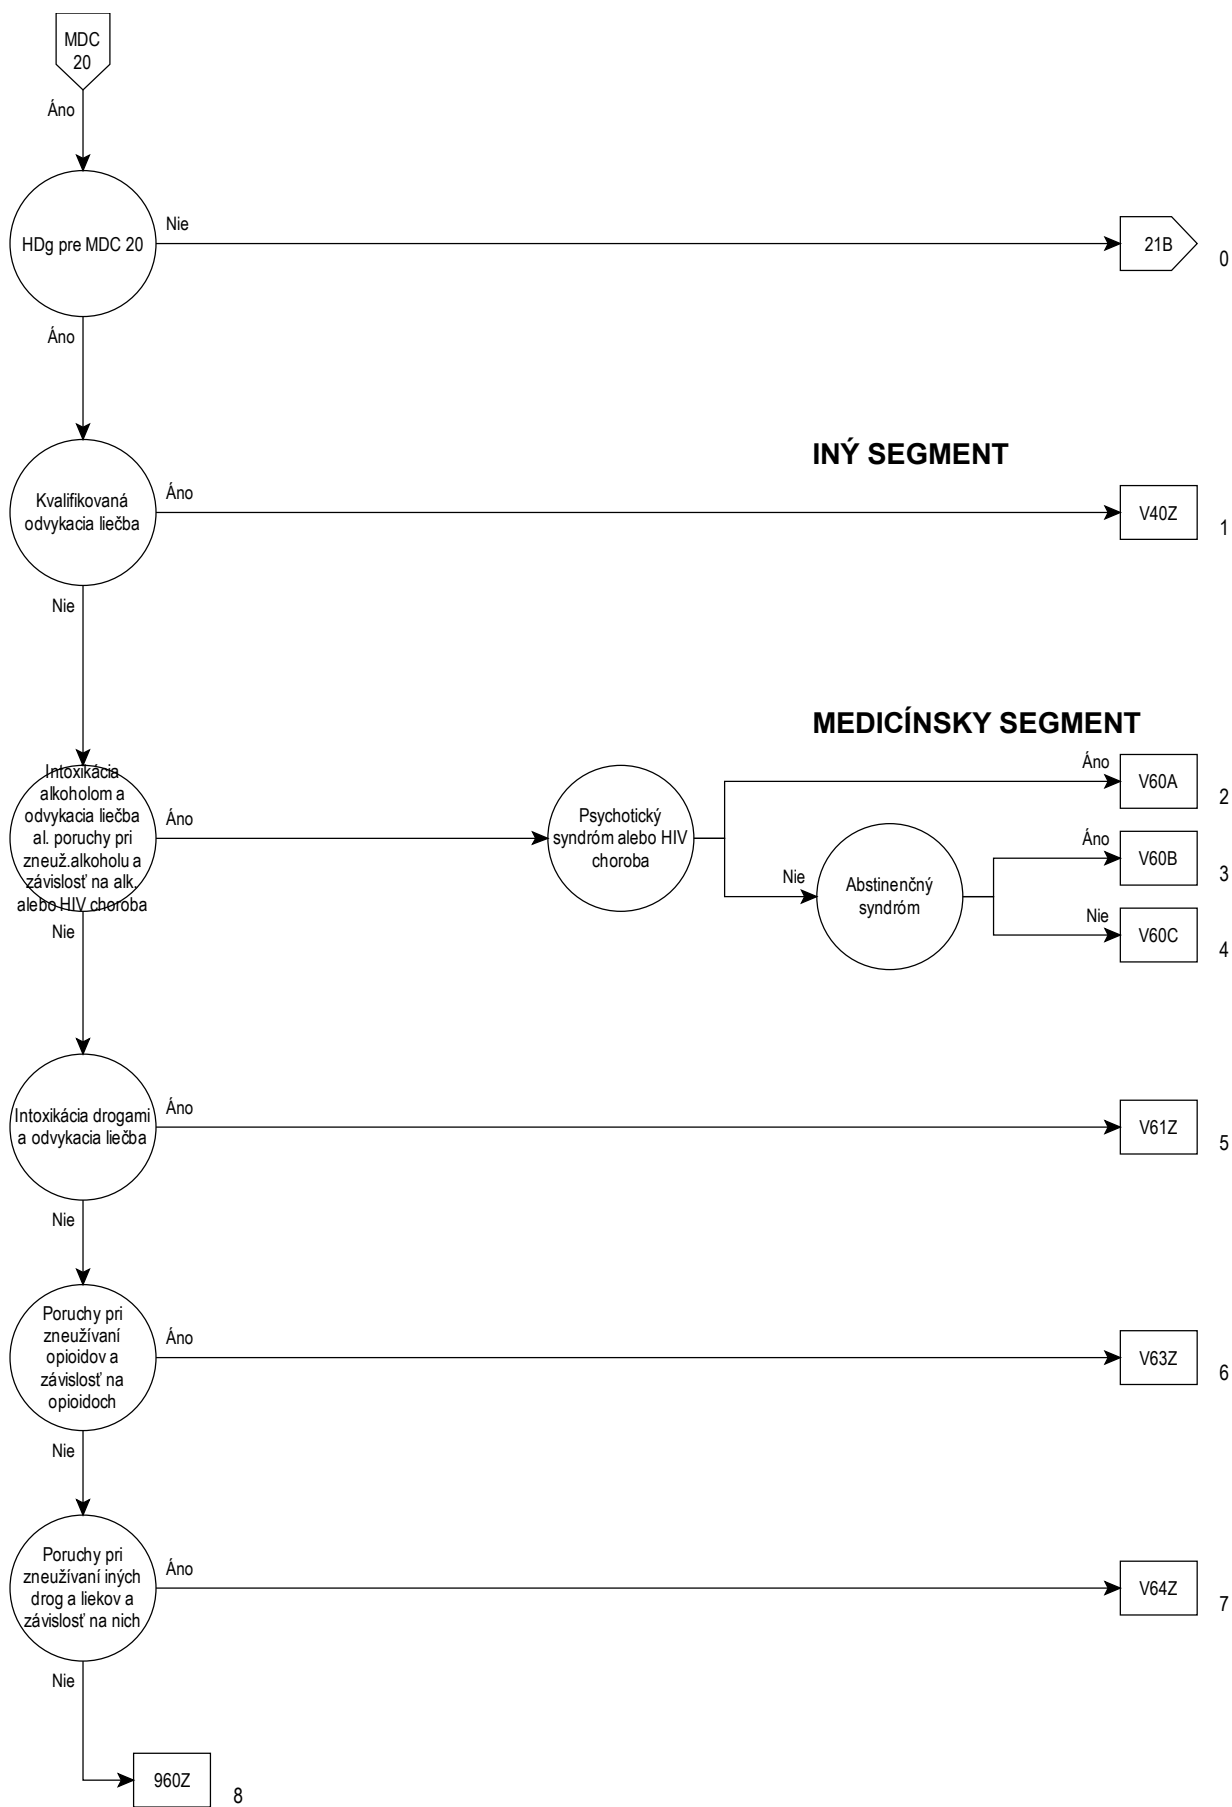 MDC
20
Áno
HDg pre MDC 20
Nie
21B
0
Áno
INÝ SEGMENT
Kvalifikovaná
odvykacia liečba
Áno
V40Z
1
Nie
MEDICÍNSKY SEGMENT
Intoxikácia
alkoholom a
odvykacia liečba
al. poruchy pri
zneuž.alkoholu a
závislosť na alk.
alebo HIV choroba
Áno
Psychotický
syndróm alebo HIV
choroba
Áno
V60A
2
Nie
Abstinenčný
syndróm
Áno
V60B
3
Nie
V60C
4
Nie
Intoxikácia drogami
a odvykacia liečba
Áno
V61Z
5
Nie
Poruchy pri
zneužívaní
opioidov a
závislosť na
opioidoch
Áno
V63Z
6
Nie
Poruchy pri
zneužívaní iných
drog a liekov a
závislosť na nich
Áno
V64Z
7
Nie
960Z
8